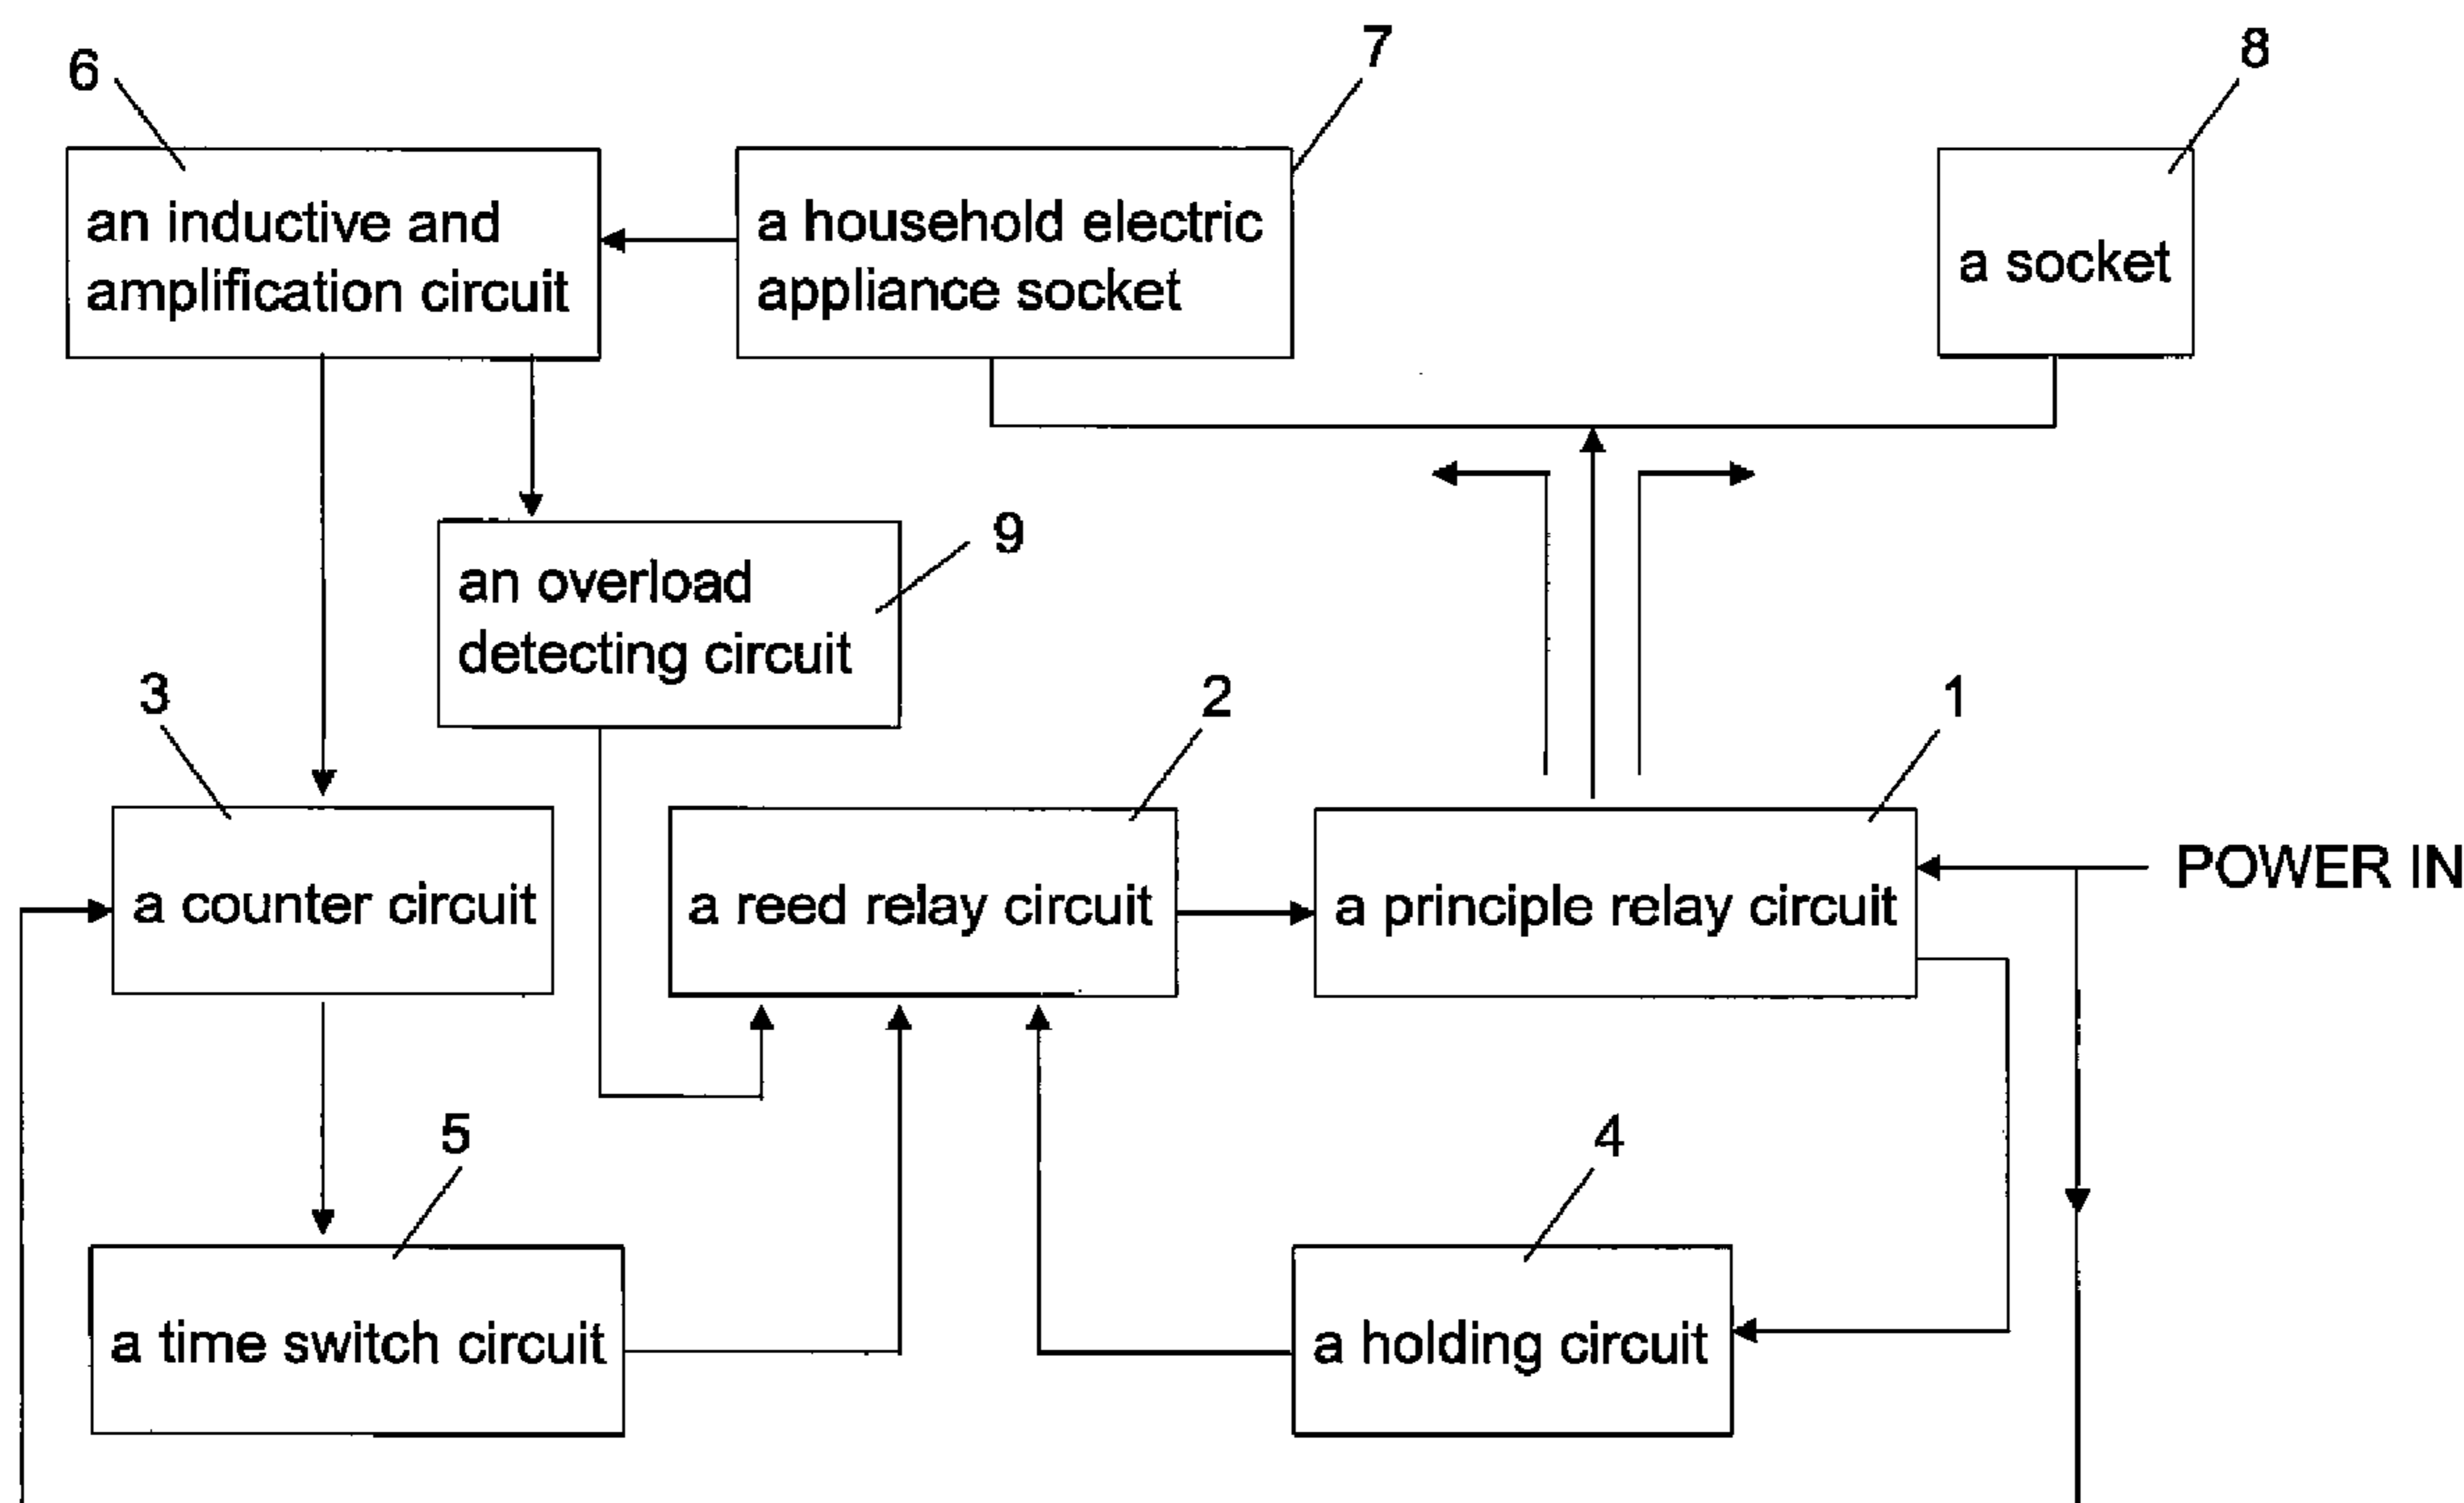 6
7
8
an inductive and
amplification circuit
a household electric
appliance socket
a socket
9
an overload
detecting circuit
3
2
1
a counter circuit
a reed relay circuit
a principle relay circuit
POWER IN
5
4
a time switch circuit
a holding circuit